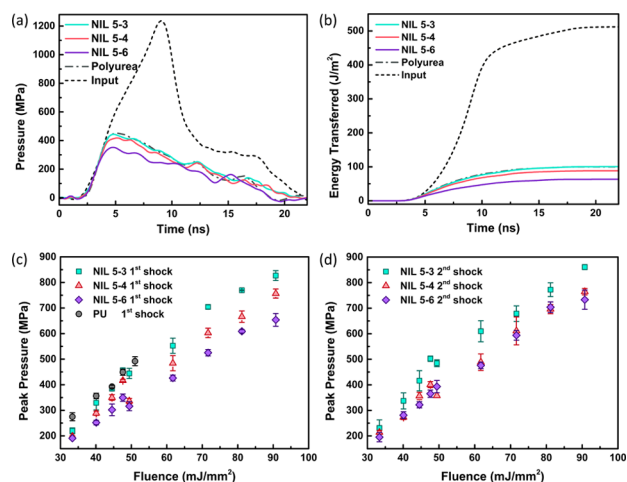 (a)
NIL 5-3
NIL 5-4
NIL 5-6
Polyurea
Input
1200
1000
800
600
400
200
0
Pressure (MPa)
0 5 10 15 20
Time (ns)
(b)
NIL 5-3
NIL 5-4
NIL 5-6
Polyurea
Input
500
400
300
200
100
0
Energy Transferred (J/m²)
0 5 10 15 20
Time (ns)
(c)
NIL 5-3 1st shock
NIL 5-4 1st shock
NIL 5-6 1st shock
PU 1st shock
900
800
700
600
500
400
300
200
Peak Pressure (MPa)
30 40 50 60 70 80 90 100
Fluence (mJ/mm²)
(d)
NIL 5-3 2nd shock
NIL 5-4 2nd shock
NIL 5-6 2nd shock
900
800
700
600
500
400
300
200
Peak Pressure (MPa)
30 40 50 60 70 80 90 100
Fluence (mJ/mm²)